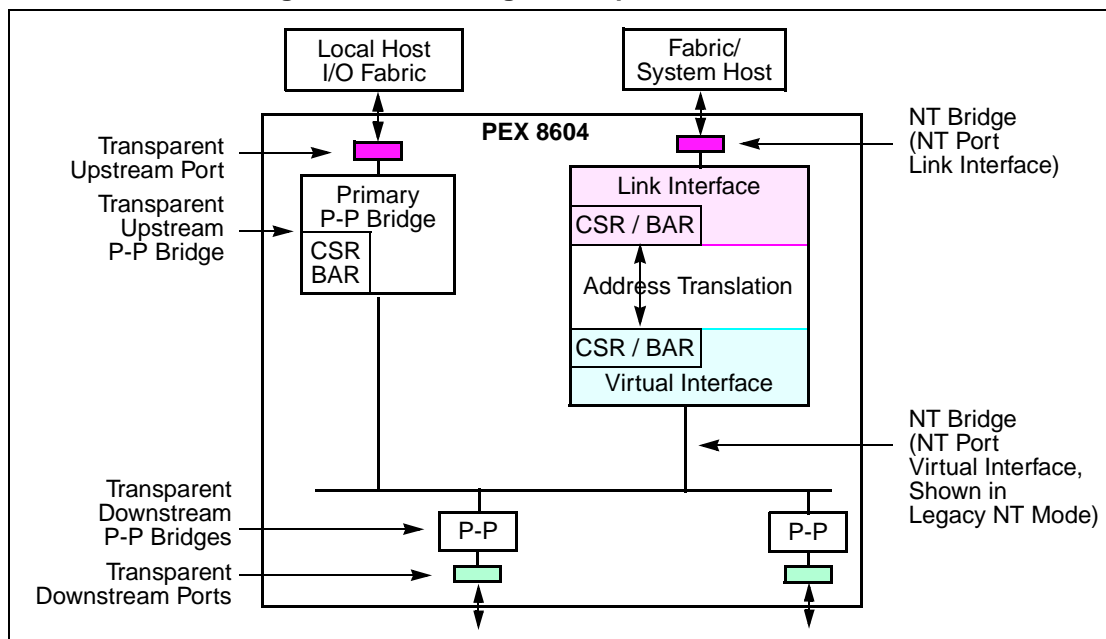 Local Host
I/O Fabric
Fabric/
System Host
PEX 8604
Transparent
Upstream Port
NT Bridge
(NT Port
Link Interface)
Transparent
Upstream
P-P Bridge
Primary
P-P Bridge
CSR
BAR
Link Interface
CSR / BAR
Address Translation
CSR / BAR
Virtual Interface
NT Bridge
(NT Port
Virtual Interface,
Shown in
Legacy NT Mode)
Transparent
Downstream
P-P Bridges
P-P
P-P
Transparent
Downstream Ports